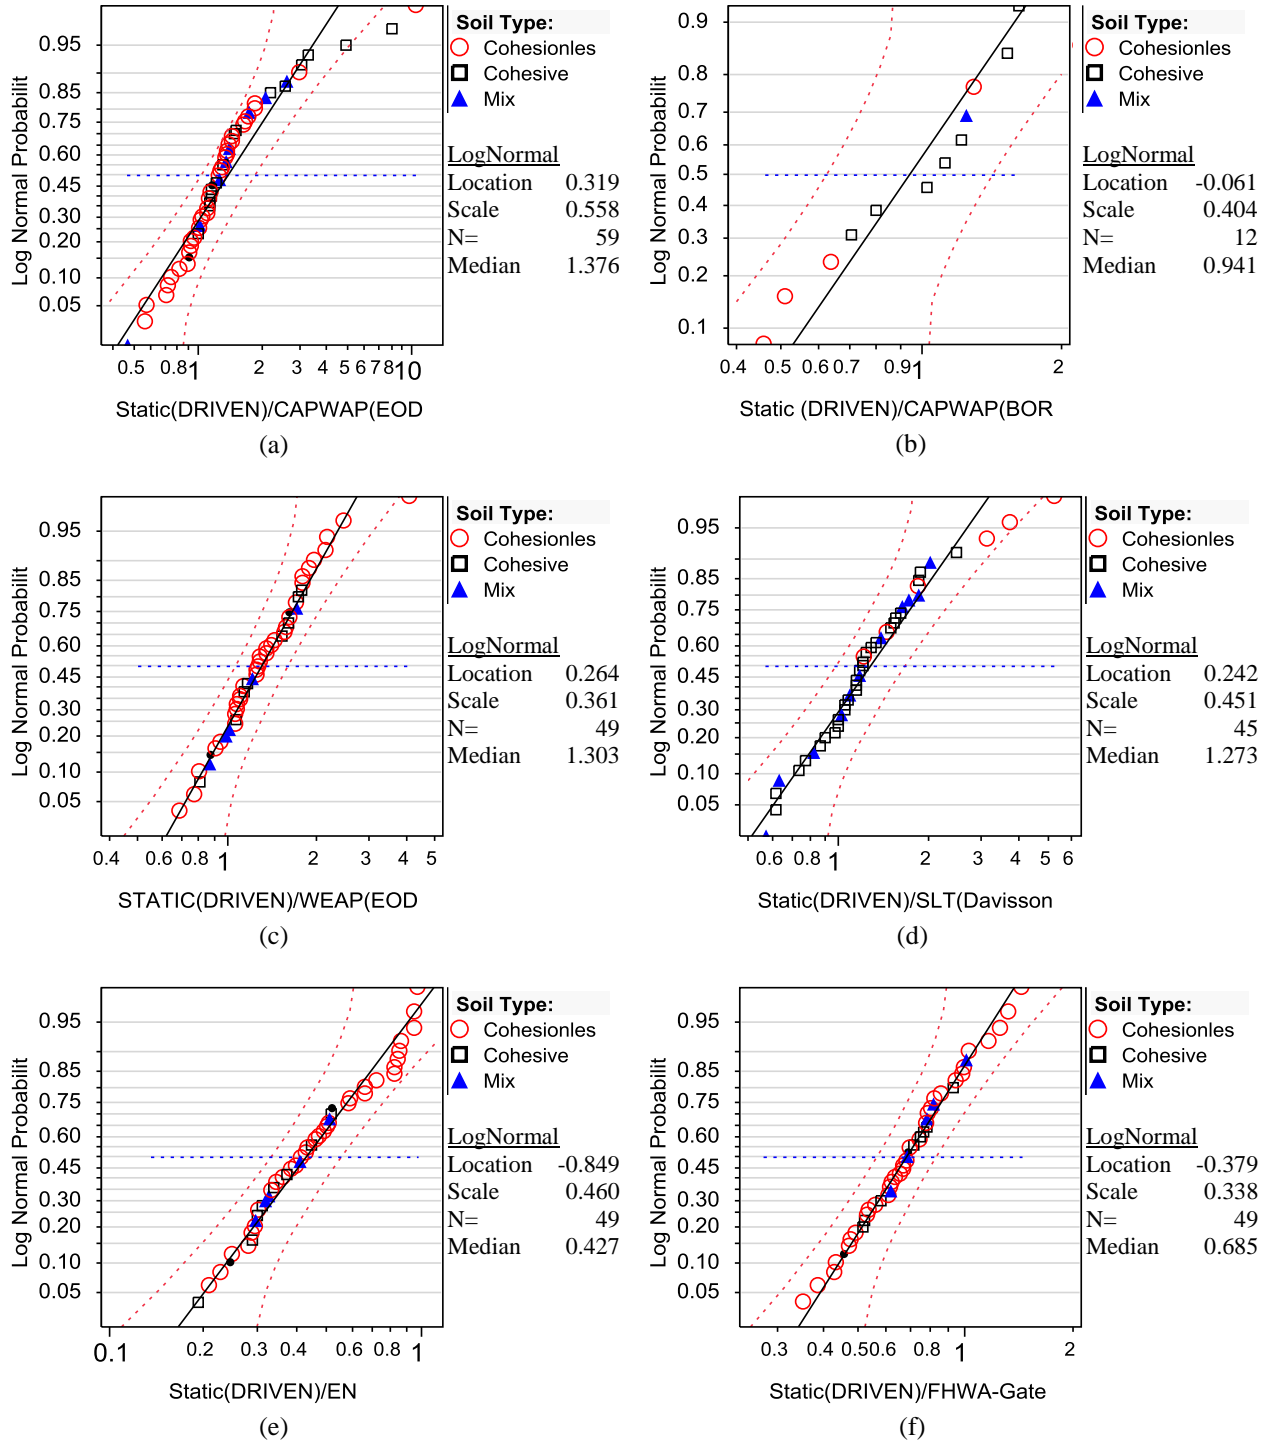 Log Normal Probabilit
0.95
0.85
0.75
0.60
0.45
0.30
0.20
0.10
0.05
0.5 0.8 1 2 3 4 5 6 7 8 10
Static(DRIVEN)/CAPWAP(EOD
(a)
Soil Type:
Cohesionles
Cohesive
Mix
LogNormal
Location 0.319
Scale 0.558
N= 59
Median 1.376
Log Normal Probabilit
0.9
0.8
0.7
0.6
0.5
0.4
0.3
0.2
0.1
0.4 0.5 0.6 0.7 0.9 1 2
Static (DRIVEN)/CAPWAP(BOR
(b)
Soil Type:
Cohesionles
Cohesive
Mix
LogNormal
Location -0.061
Scale 0.404
N= 12
Median 0.941
Log Normal Probabilit
0.95
0.85
0.75
0.60
0.45
0.30
0.20
0.10
0.05
0.4 0.6 0.8 1 2 3 4 5
STATIC(DRIVEN)/WEAP(EOD
(c)
Soil Type:
Cohesionles
Cohesive
Mix
LogNormal
Location 0.264
Scale 0.361
N= 49
Median 1.303
Log Normal Probabilit
0.95
0.85
0.75
0.60
0.45
0.30
0.20
0.10
0.05
0.6 0.8 1 2 3 4 5 6
Static(DRIVEN)/SLT(Davisson
(d)
Soil Type:
Cohesionles
Cohesive
Mix
LogNormal
Location 0.242
Scale 0.451
N= 45
Median 1.273
Log Normal Probabilit
0.95
0.85
0.75
0.60
0.45
0.30
0.20
0.10
0.05
0.1 0.2 0.3 0.4 0.6 0.8 1
Static(DRIVEN)/EN
(e)
Soil Type:
Cohesionles
Cohesive
Mix
LogNormal
Location -0.849
Scale 0.460
N= 49
Median 0.427
Log Normal Probabilit
0.95
0.85
0.75
0.60
0.45
0.30
0.20
0.10
0.05
0.3 0.4 0.5 0.6 0.8 1 2
Static(DRIVEN)/FHWA-Gate
(f)
Soil Type:
Cohesionles
Cohesive
Mix
LogNormal
Location -0.379
Scale 0.338
N= 49
Median 0.685